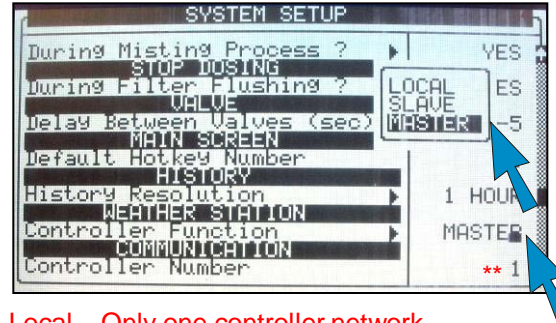 SYSTEM SETUP
During Misting Process ? ▶ YES
STOP DOSING
During Filter Flushing ? ES
VALVE
Delay Between Valves (sec) -5
LOCAL
SLAVE
MASTER
MAIN SCREEN
Default Hotkey Number
HISTORY
History Resolution ▶ 1 HOUR
WEATHER STATION
Controller Function ▶ MASTER
COMMUNICATION
Controller Number ** 1
Local – Only one controller network